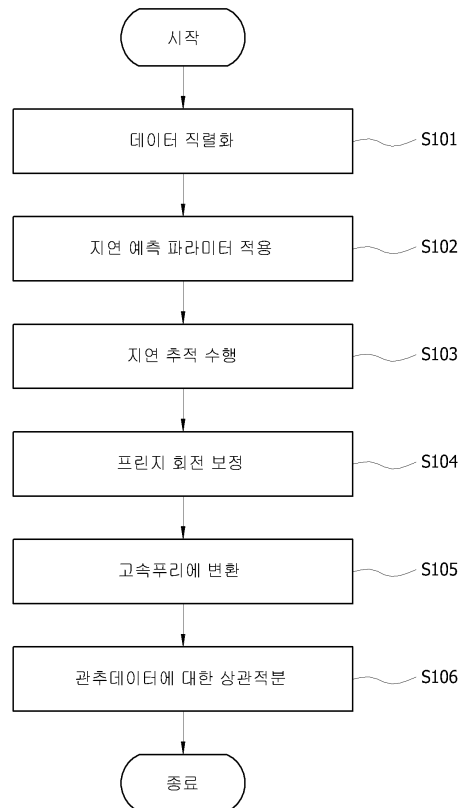 시작
데이터 직렬화
S101
지연 예측 파라미터 적용
S102
지연 추적 수행
S103
프린지 회전 보정
S104
고속푸리에 변환
S105
관추데이터에 대한 상관적분
S106
종료